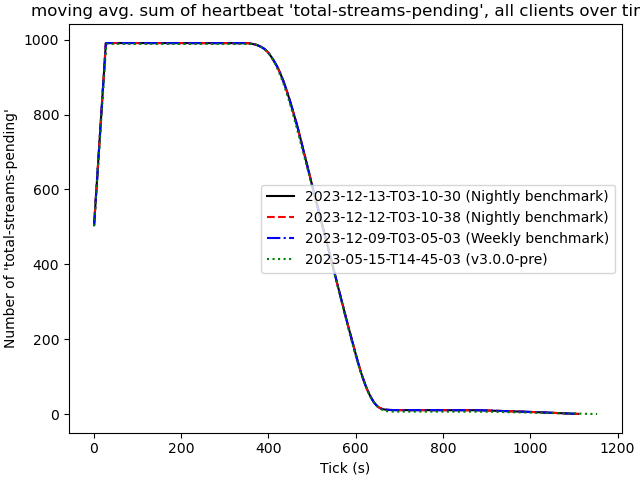 moving avg. sum of heartbeat 'total-streams-pending', all clients over
Number of 'total-streams-pending'
1000
800
600
400
200
0
2023-12-13-T03-10-30 (Nightly benchmark)
2023-12-12-T03-10-38 (Nightly benchmark)
2023-12-09-T03-05-03 (Weekly benchmark)
2023-05-15-T14-45-03 (v3.0.0-pre)
0 200 400 600 800 1000 1200
Tick (s)